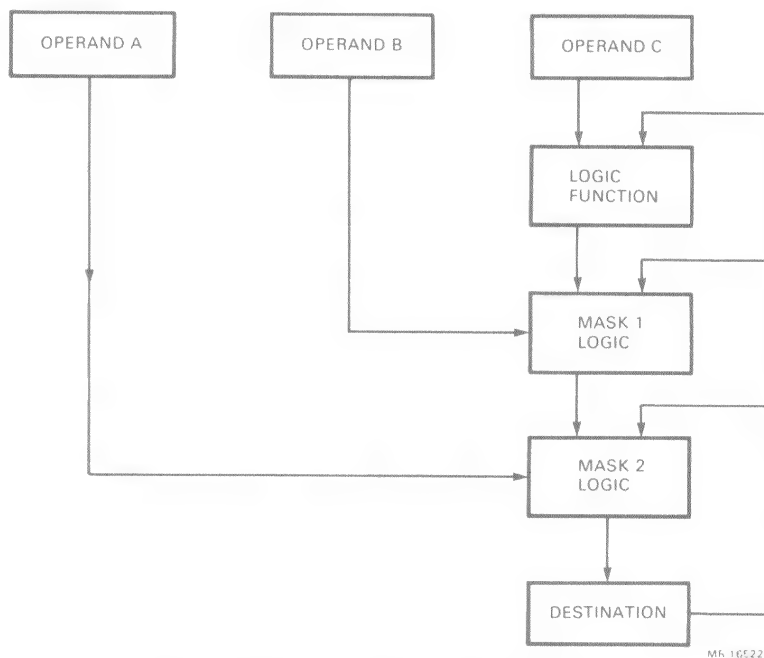 OPERAND A
OPERAND B
OPERAND C
LOGIC
FUNCTION
MASK 1
LOGIC
MASK 2
LOGIC
DESTINATION
MR 16522